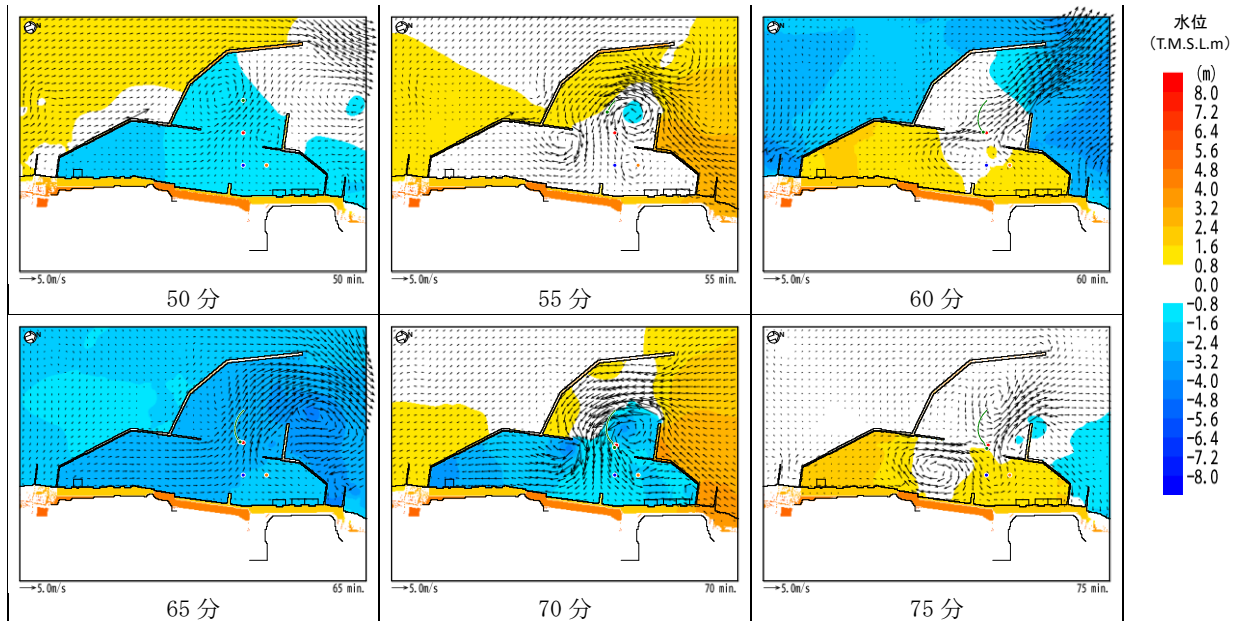 N
→5.0m/s
50 min.
50 分
N
→5.0m/s
55 min.
55 分
N
→5.0m/s
60 min.
60 分
N
→5.0m/s
65 min.
65 分
N
→5.0m/s
70 min.
70 分
N
→5.0m/s
75 min.
75 分
水位
(T.M.S.L.m)
(m)
8.0
7.2
6.4
5.6
4.8
4.0
3.2
2.4
1.6
0.8
0.0
-0.8
-1.6
-2.4
-3.2
-4.0
-4.8
-5.6
-6.4
-7.2
-8.0